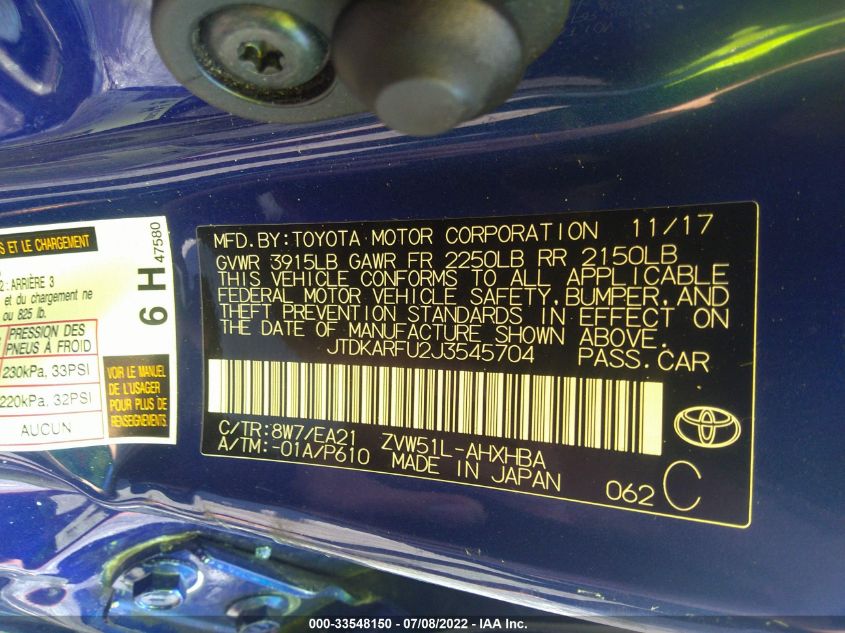 S ET LE CHARGEMENT
2: ARRIÈRE 3
et du chargement ne
ou 825 lb.
PRESSION DES
PNEUS À FROID
230kPa, 33PSI
220kPa, 32PSI
AUCUN
VOIR LE MANUEL
DE L'USAGER
POUR PLUS DE
RENSEIGNEMENTS
6 H
47580
MFD. BY: TOYOTA MOTOR CORPORATION 11/17
GVWR 3915LB GAWR FR 2250LB RR 2150LB
THIS VEHICLE CONFORMS TO ALL APPLICABLE
FEDERAL MOTOR VEHICLE SAFETY, BUMPER, AND
THEFT PREVENTION STANDARDS IN EFFECT ON
THE DATE OF MANUFACTURE SHOWN ABOVE.
JTDKARFU2J3545704 PASS. CAR
C/TR: 8W7/EA21 ZVW51L-AHXHBA
A/TM: -01A/P610 MADE IN JAPAN
062 C
000-33548150 - 07/08/2022 - IAA Inc.